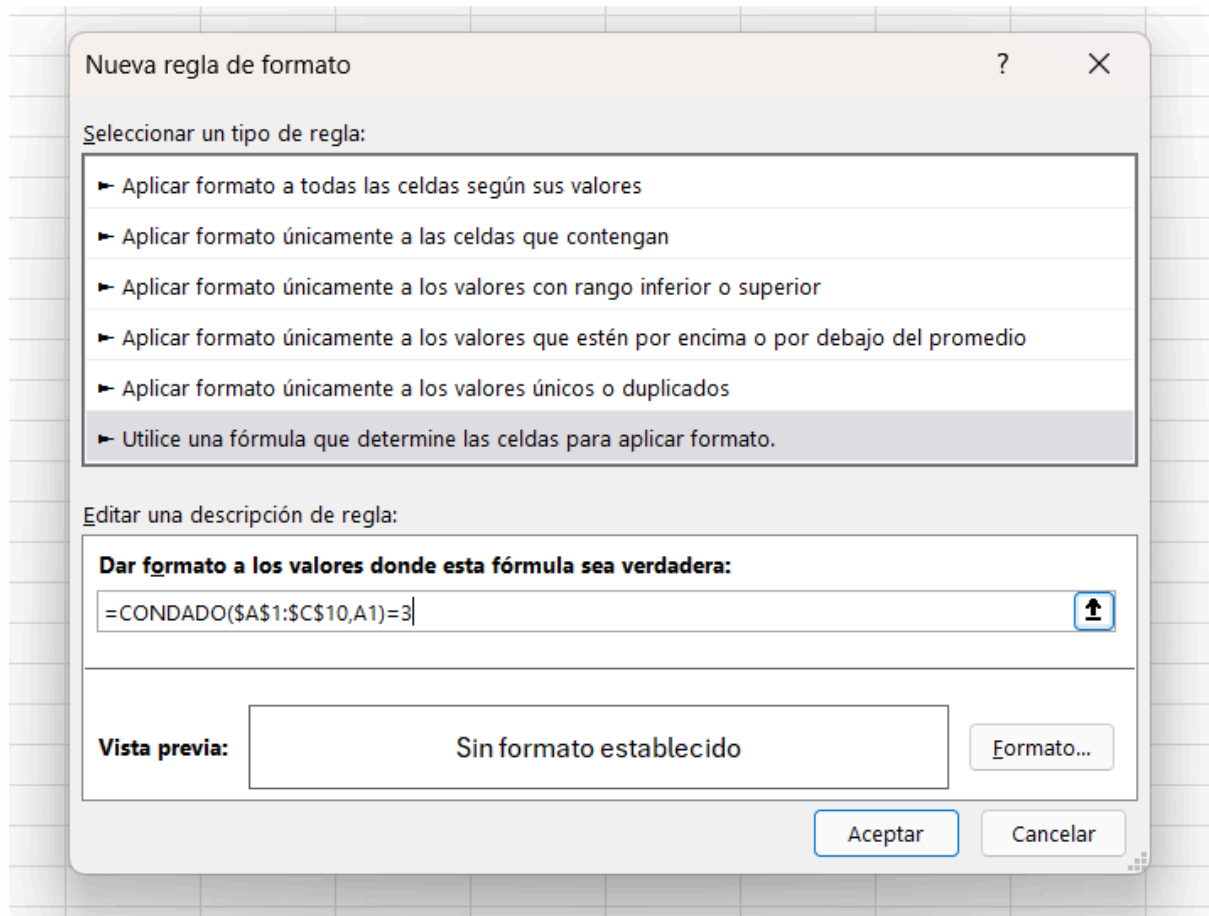 Nueva regla de formato
?
Seleccionar un tipo de regla:
► Aplicar formato a todas las celdas según sus valores
► Aplicar formato únicamente a las celdas que contengan
► Aplicar formato únicamente a los valores con rango inferior o superior
► Aplicar formato únicamente a los valores que estén por encima o por debajo del promedio
► Aplicar formato únicamente a los valores únicos o duplicados
► Utilice una fórmula que determine las celdas para aplicar formato.
Editar una descripción de regla:
Dar formato a los valores donde esta fórmula sea verdadera:
=CONDADO($A$1:$C$10,A1)=3
Vista previa:
Sin formato establecido
Formato...
Aceptar
Cancelar